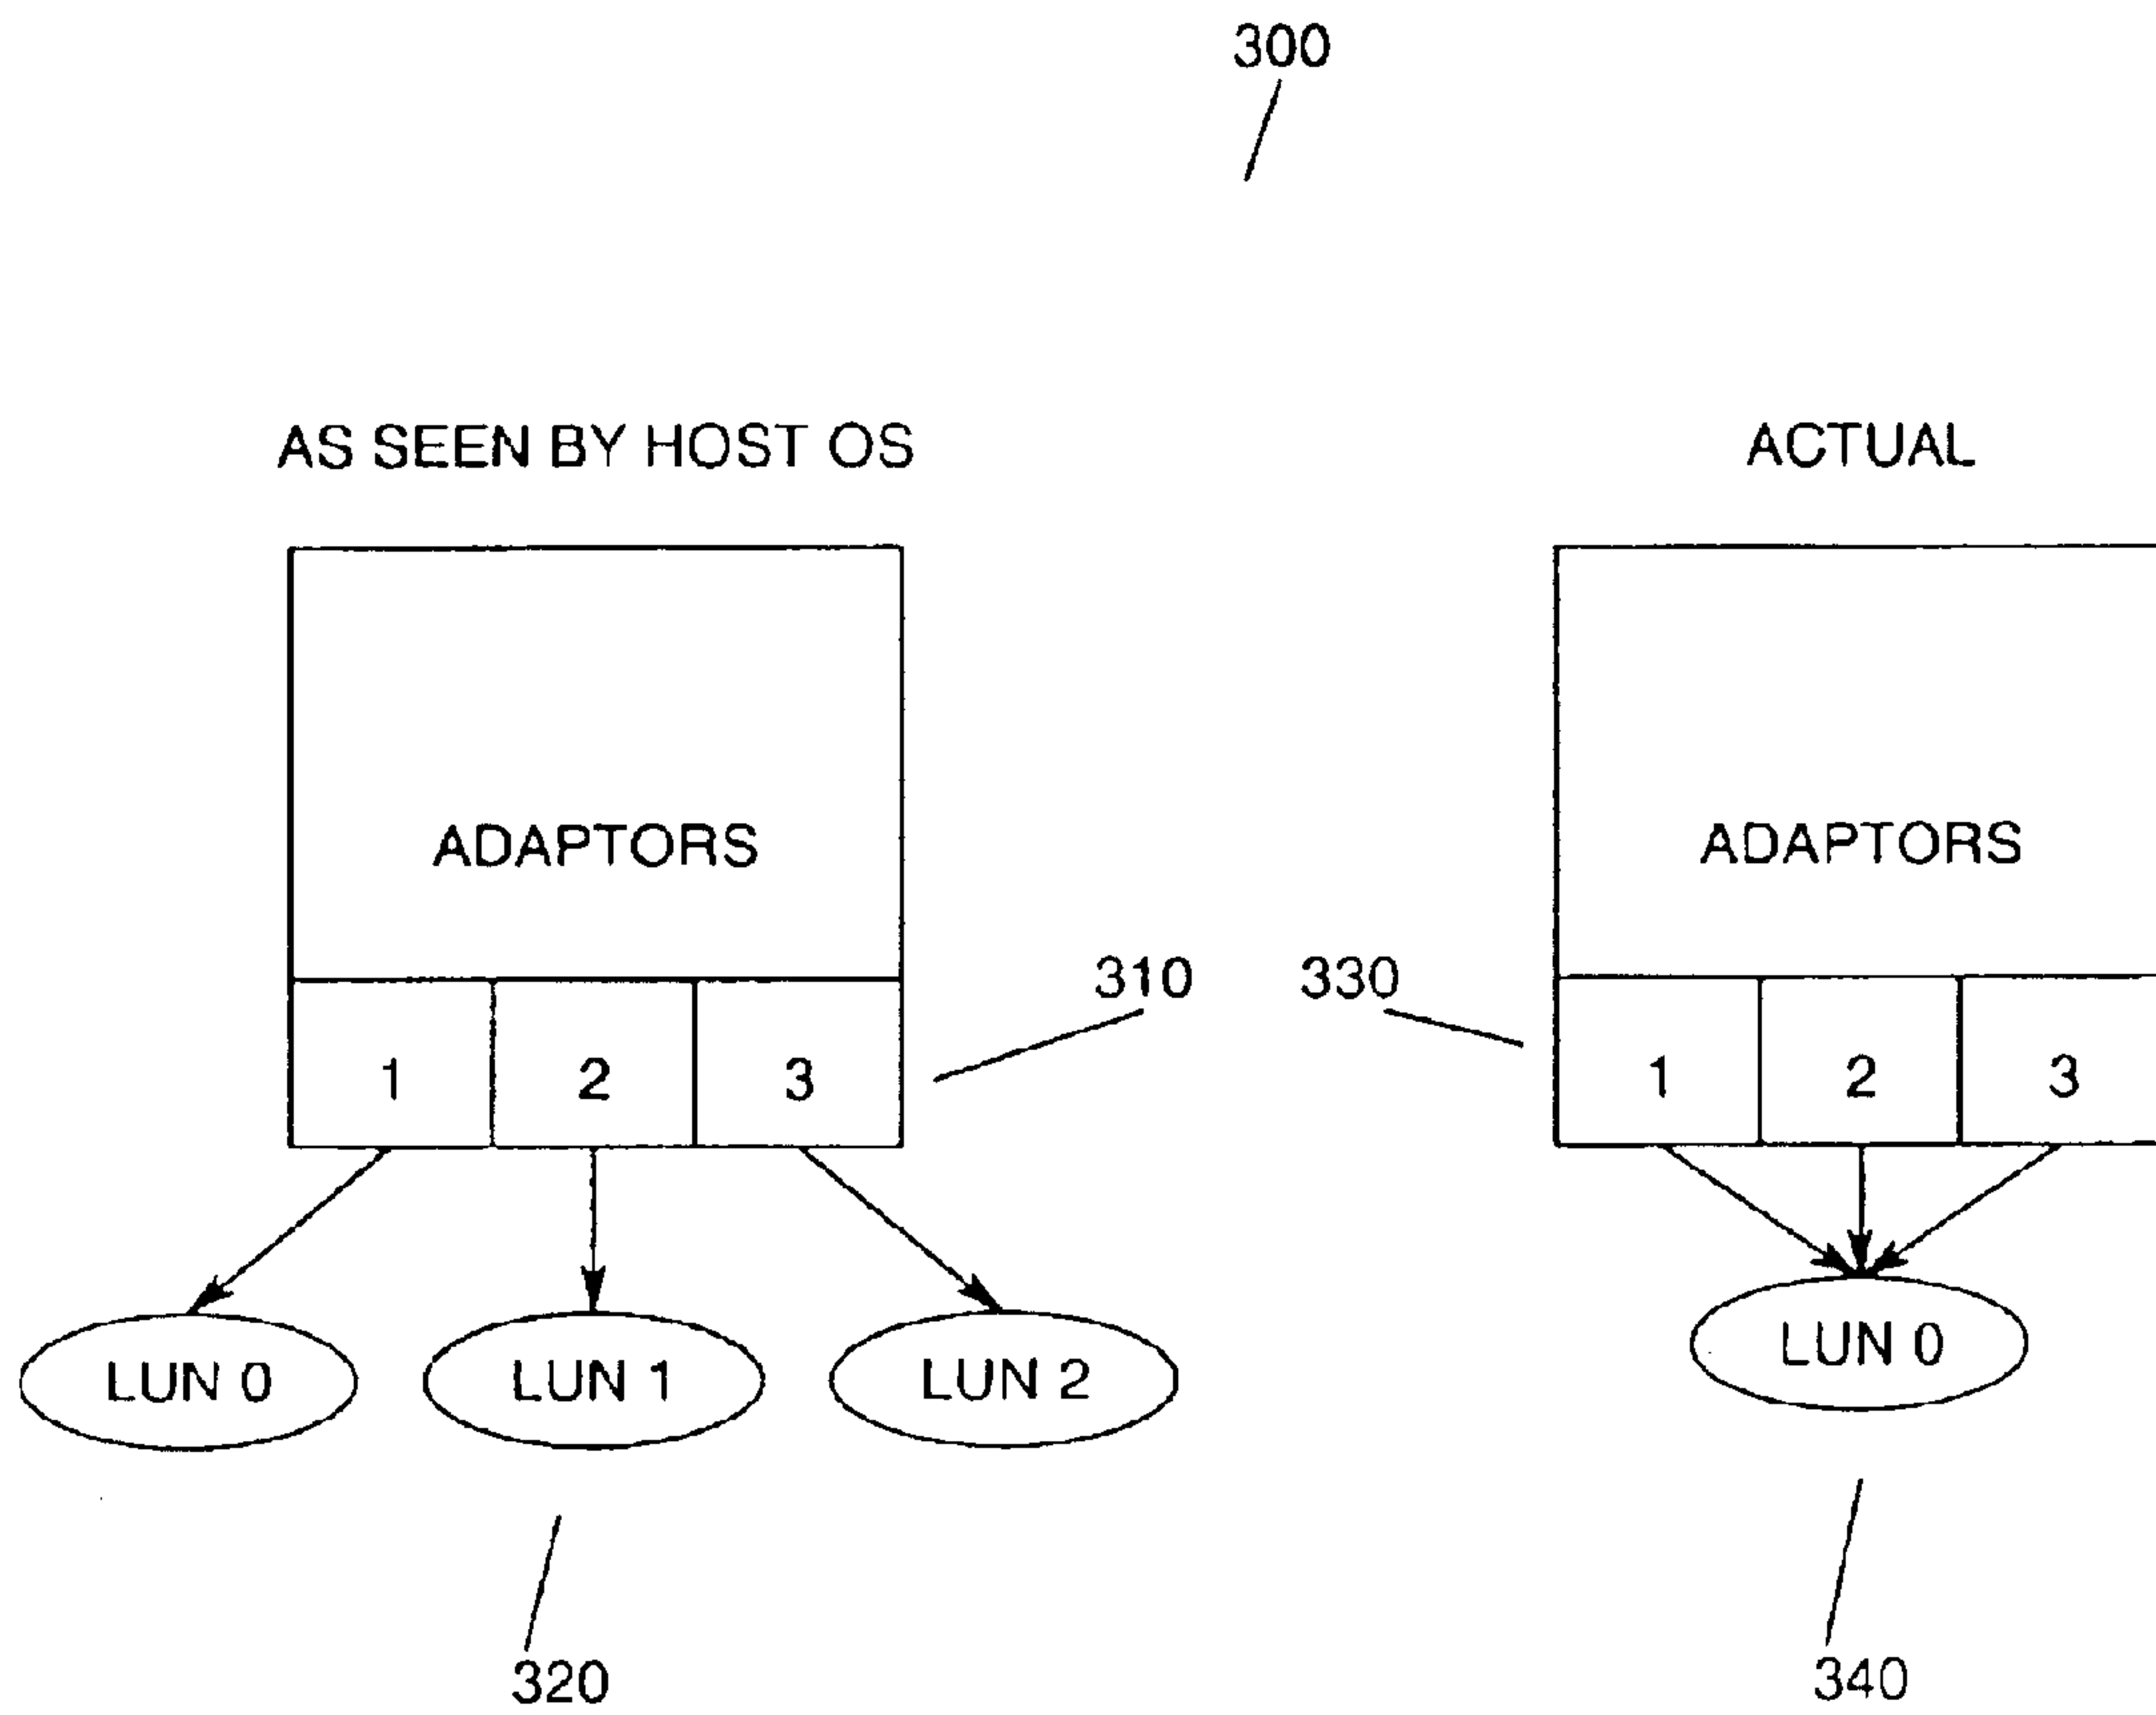 300
AS SEEN BY HOST OS
ACTUAL
ADAPTORS
ADAPTORS
310
330
1 2 3
1 2 3
LUN 0
LUN 1
LUN 2
LUN 0
320
340